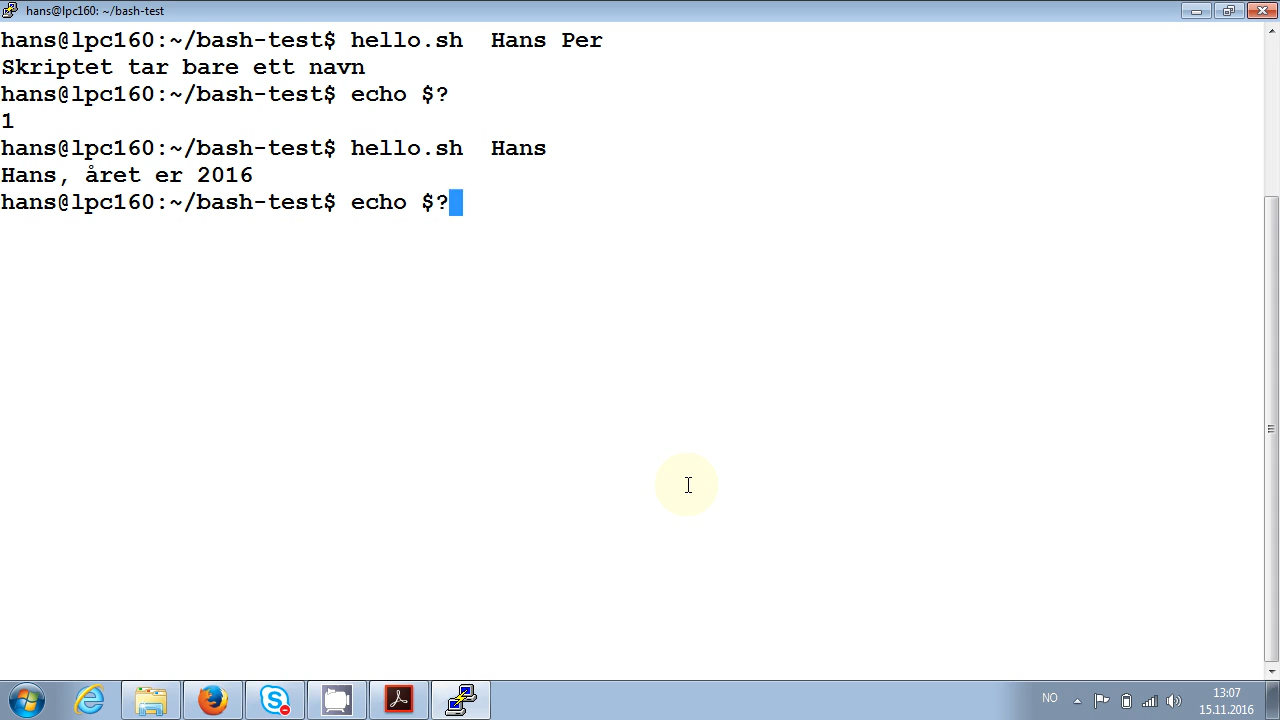 hans@lpc160: ~/bash-test
hans@lpc160:~/bash-test$ hello.sh  Hans Per
Skriptet tar bare ett navn
hans@lpc160:~/bash-test$ echo $?
1
hans@lpc160:~/bash-test$ hello.sh  Hans
Hans, året er 2016
hans@lpc160:~/bash-test$ echo $?
NO
13:07
15.11.2016